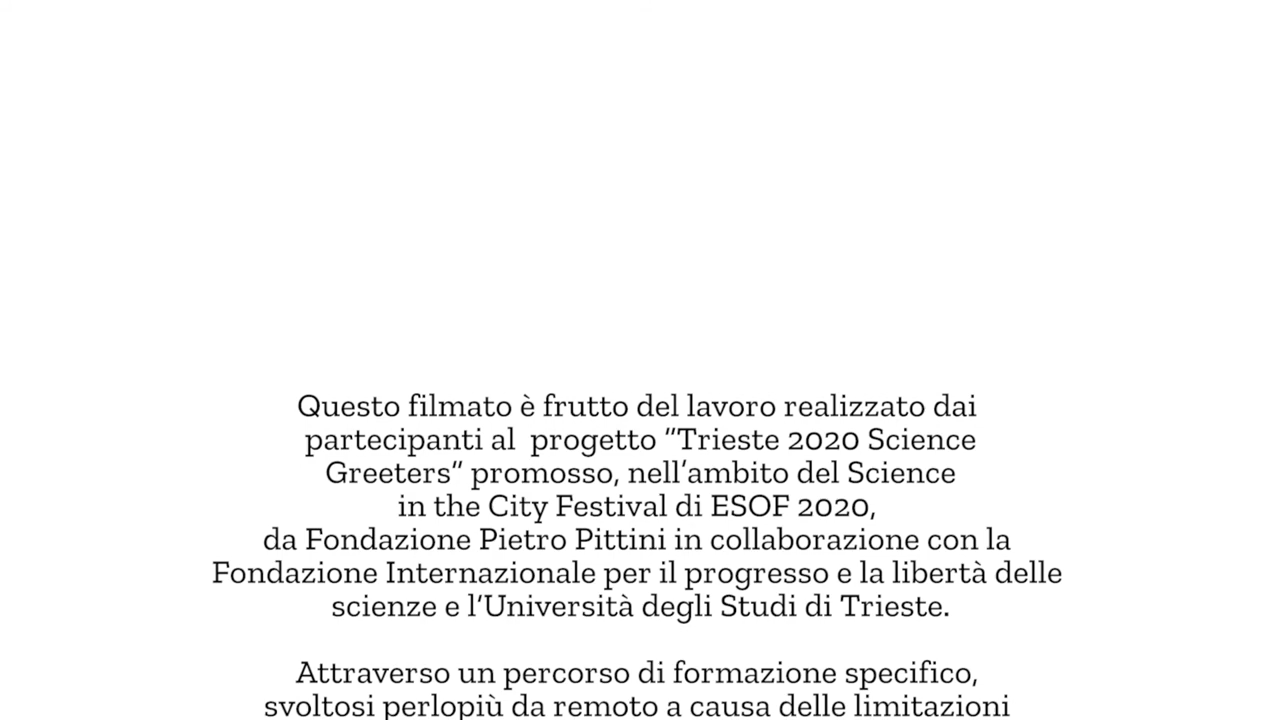 Questo filmato è frutto del lavoro realizzato dai
partecipanti al  progetto "Trieste 2020 Science
Greeters" promosso, nell'ambito del Science
in the City Festival di ESOF 2020,
da Fondazione Pietro Pittini in collaborazione con la
Fondazione Internazionale per il progresso e la libertà delle
scienze e l'Università degli Studi di Trieste.
Attraverso un percorso di formazione specifico,
svoltosi perlopiù da remoto a causa delle limitazioni